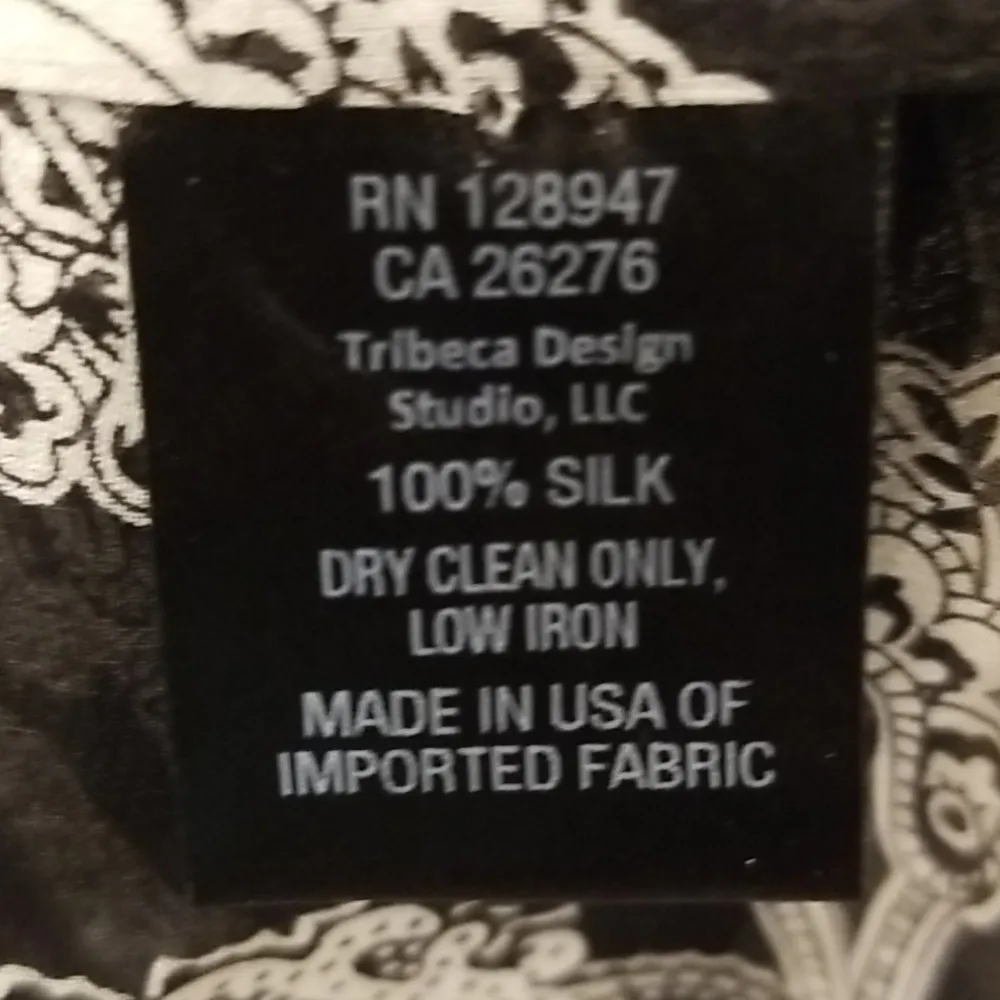 RN 128947
CA 26276
Tribeca Design
Studio, LLC
100% SILK
DRY CLEAN ONLY,
LOW IRON
MADE IN USA OF
IMPORTED FABRIC